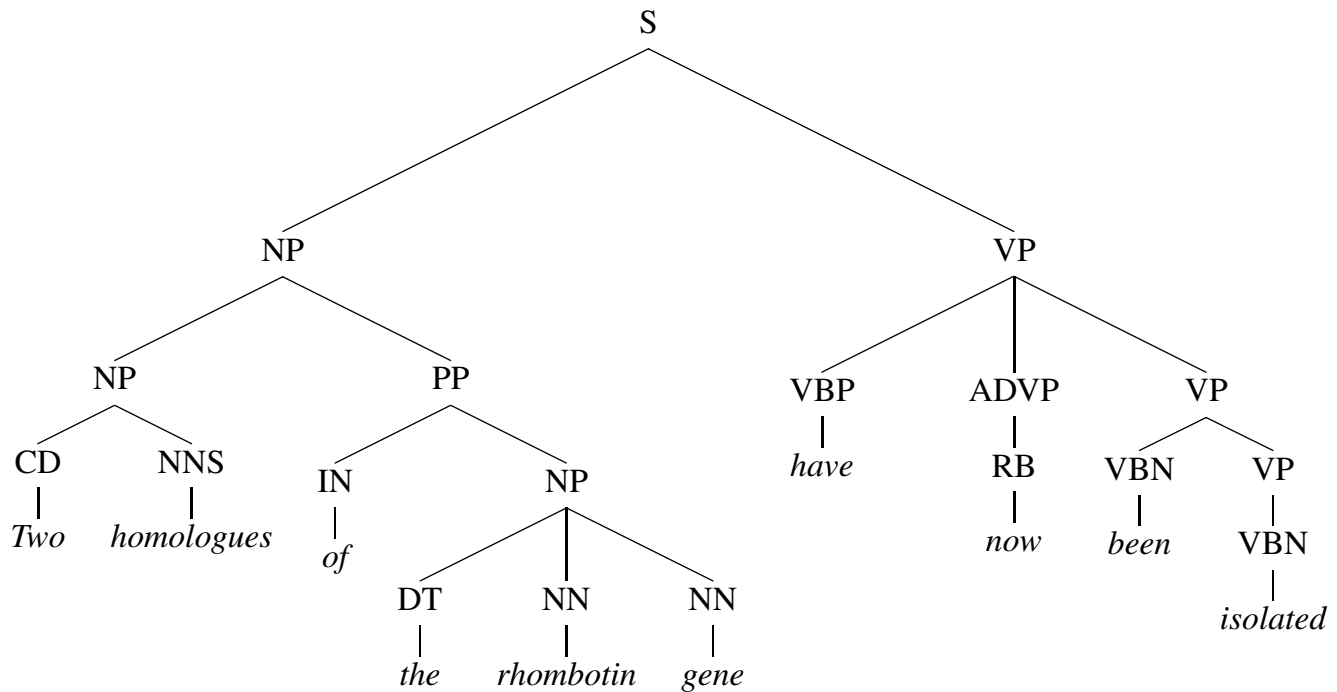 S
NP VP
NP PP VBP ADVP VP
CD NNS IN NP have RB VBN VP
Two homologues of now been VBN
DT NN NN isolated
the rhombotin gene